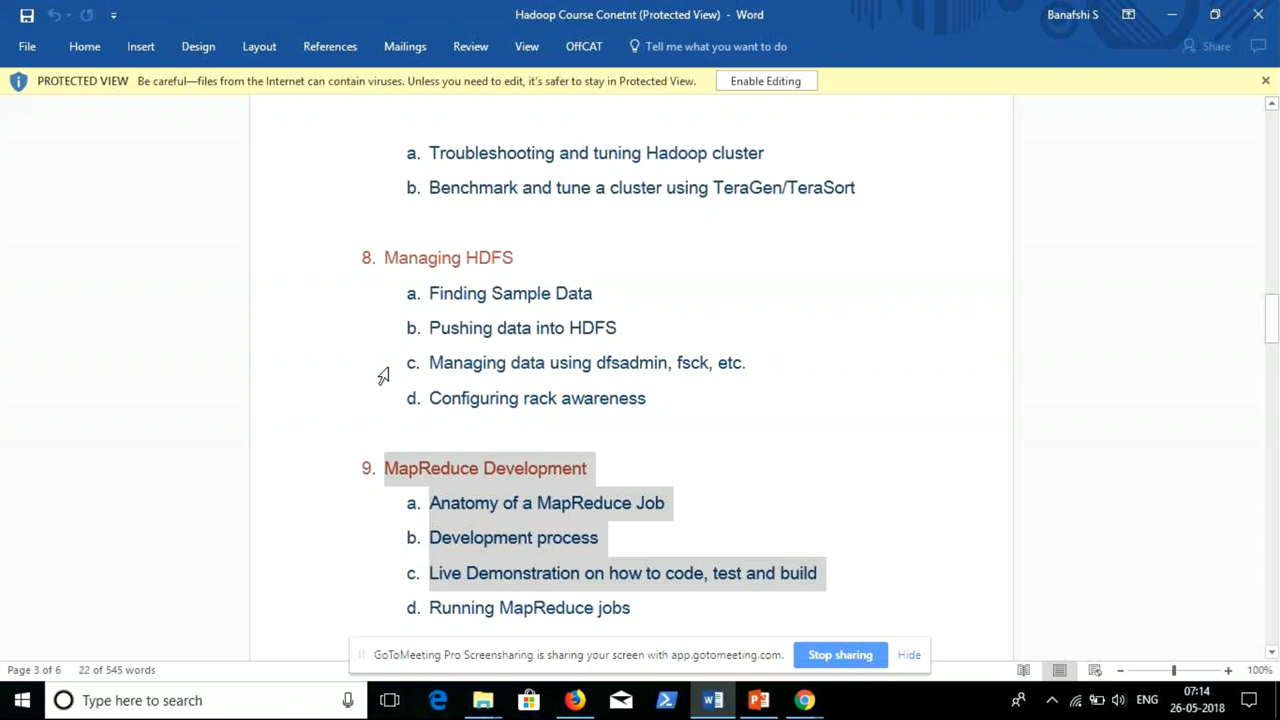 Hadoop Course Conetnt (Protected View) - Word
Banafshi S
File Home Insert Design Layout References Mailings Review View OffCAT Tell me what you want to do Share
PROTECTED VIEW Be careful—files from the Internet can contain viruses. Unless you need to edit, it's safer to stay in Protected View. Enable Editing
a. Troubleshooting and tuning Hadoop cluster
b. Benchmark and tune a cluster using TeraGen/TeraSort
8. Managing HDFS
a. Finding Sample Data
b. Pushing data into HDFS
c. Managing data using dfsadmin, fsck, etc.
d. Configuring rack awareness
9. MapReduce Development
a. Anatomy of a MapReduce Job
b. Development process
c. Live Demonstration on how to code, test and build
d. Running MapReduce jobs
GoToMeeting Pro Screensharing is sharing your screen with app.gotomeeting.com. Stop sharing Hide
Page 3 of 6 22 of 545 words 100%
Type here to search
ENG
07:14
26-05-2018